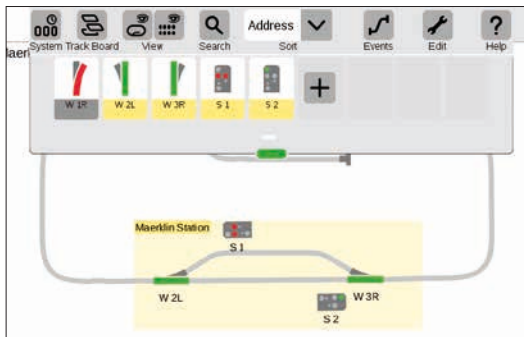 Address
System Track Board View Search Sort Events Edit Help
Maerkl
W 1R W 2L W 3R S 1 S 2
Maerklin Station
S 1
W 2L W 3R
S 2